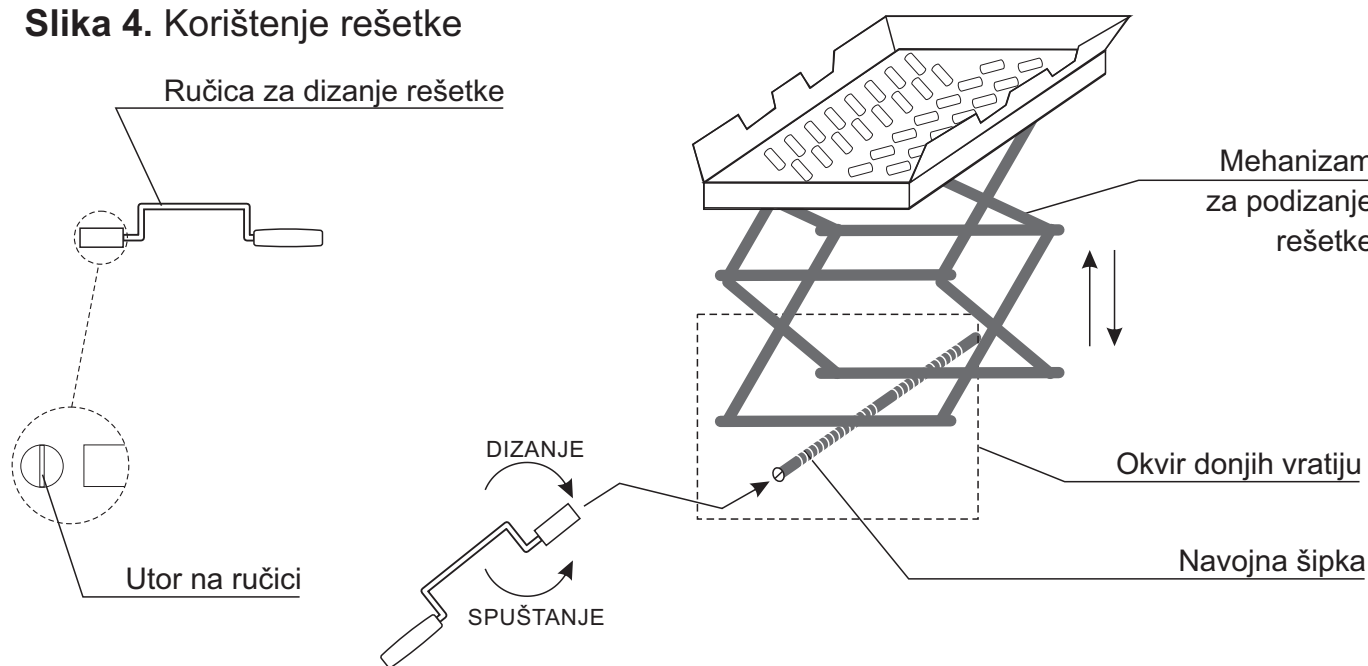 Slika 4. Korištenje rešetke
Ručica za dizanje rešetke
Mehanizam
za podizanje
rešetke
DIZANJE
Okvir donjih vratiju
Utor na ručici
Navojna šipka
SPUŠTANJE